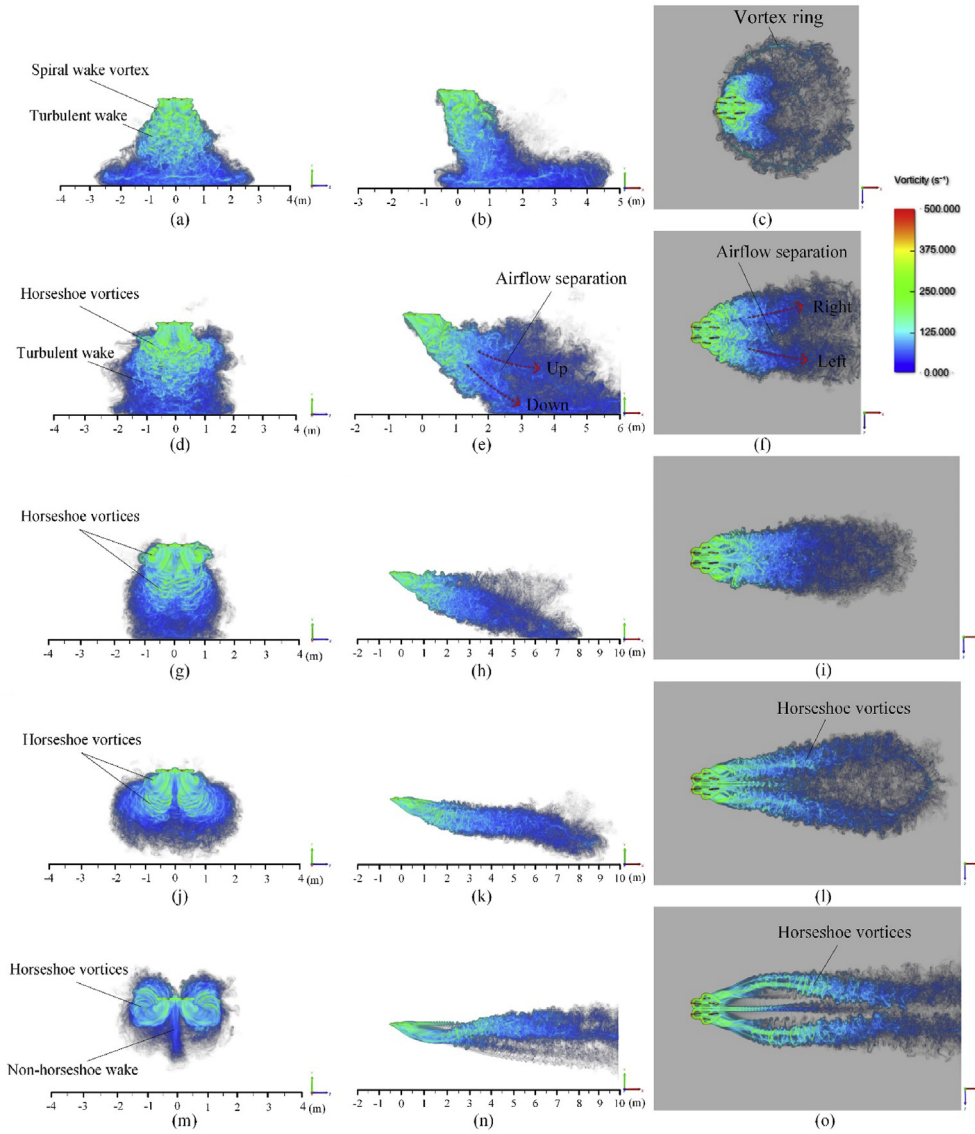 Spiral wake vortex
Turbulent wake
-4 -3 -2 -1 0 1 2 3 4 (m)
(a)
-2 -1 0 1 2 3 4 5 (m)
(b)
Vortex ring
(c)
Vorticity (s⁻¹)
500.000
375.000
250.000
125.000
0.000
Horseshoe vortices
Turbulent wake
-4 -3 -2 -1 0 1 2 3 4 (m)
(d)
Airflow separation
Up
Down
-2 -1 0 1 2 3 4 5 6 (m)
(e)
Airflow separation
Right
Left
(f)
Horseshoe vortices
-4 -3 -2 -1 0 1 2 3 4 (m)
(g)
-2 -1 0 1 2 3 4 5 6 7 8 9 10 (m)
(h)
(i)
Horseshoe vortices
-4 -3 -2 -1 0 1 2 3 4 (m)
(j)
-2 -1 0 1 2 3 4 5 6 7 8 9 10 (m)
(k)
Horseshoe vortices
(l)
Horseshoe vortices
Non-horseshoe wake
-4 -3 -2 -1 0 1 2 3 4 (m)
(m)
-2 -1 0 1 2 3 4 5 6 7 8 9 10 (m)
(n)
Horseshoe vortices
(o)